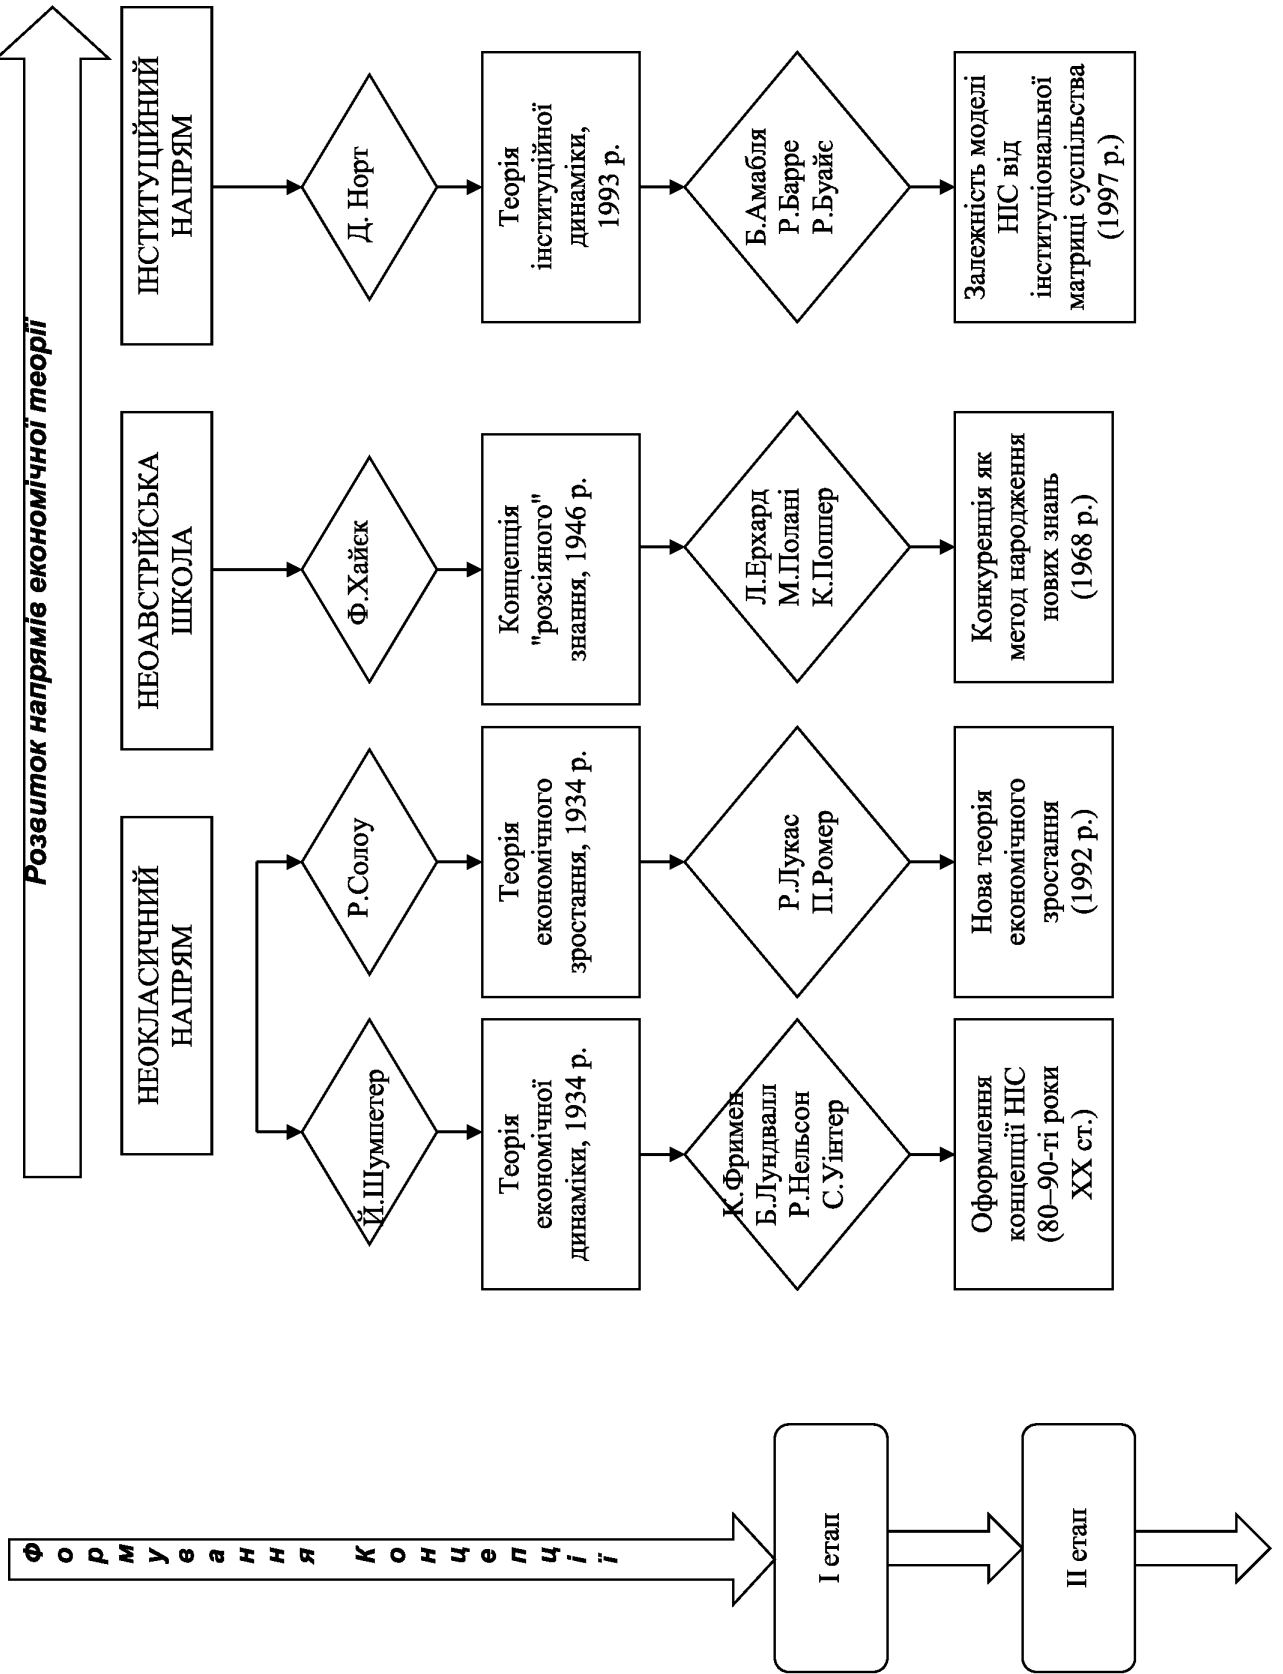 Розвиток напрямів економічної теорії
Формування Концепції
НЕОКЛАСИЧНИЙ
НАПРЯМ
НЕОАВСТРІЙСЬКА
ШКОЛА
ІНСТИТУЦІЙНИЙ
НАПРЯМ
Й.Шумпетер
Р.Солоу
Ф.Хайєк
Д. Норт
Теорія
економічної
динаміки, 1934 р.
Теорія
економічного
зростання, 1934 р.
Концепція
"розсіяного"
знання, 1946 р.
Теорія
інституційної
динаміки,
1993 р.
І етап
К.Фримен
Б.Лундвалл
Р.Нельсон
С.Уінтер
Р.Лукас
П.Ромер
Л.Ерхард
М.Полані
К.Поппер
Б.Амабля
Р.Барре
Р.Буайє
ІІ етап
Оформлення
концепції НІС
(80–90-ті роки
ХХ ст.)
Нова теорія
економічного
зростання
(1992 р.)
Конкуренція як
метод народження
нових знань
(1968 р.)
Залежність моделі
НІС від
інституціональної
матриці суспільства
(1997 р.)